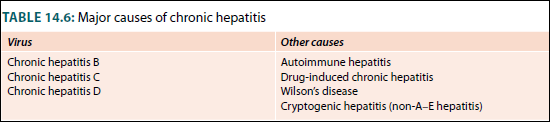 TABLE 14.6: Major causes of chronic hepatitis
Virus Other causes
Chronic hepatitis B Autoimmune hepatitis
Chronic hepatitis C Drug-induced chronic hepatitis
Chronic hepatitis D Wilson's disease
Cryptogenic hepatitis (non-A–E hepatitis)